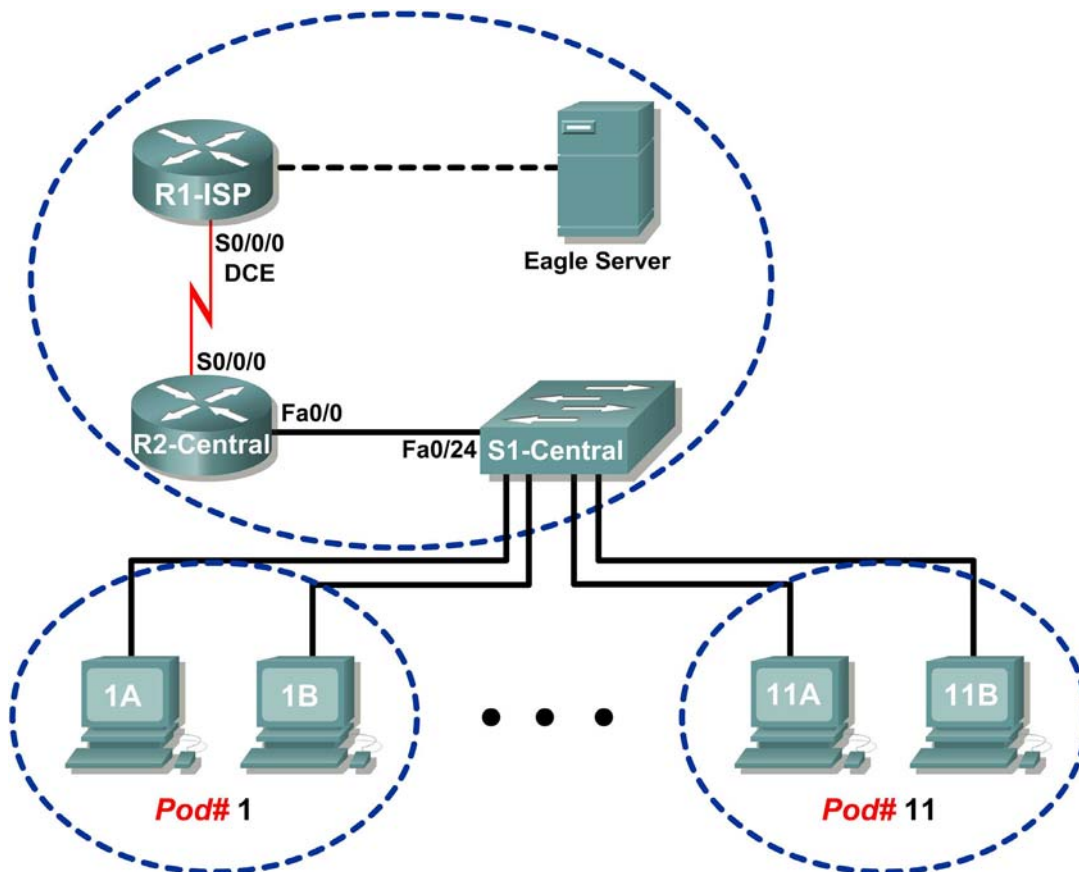 R1-ISP
S0/0/0
DCE
Eagle Server
S0/0/0
R2-Central
Fa0/0
Fa0/24
S1-Central
1A
1B
11A
11B
Pod# 1
Pod# 11